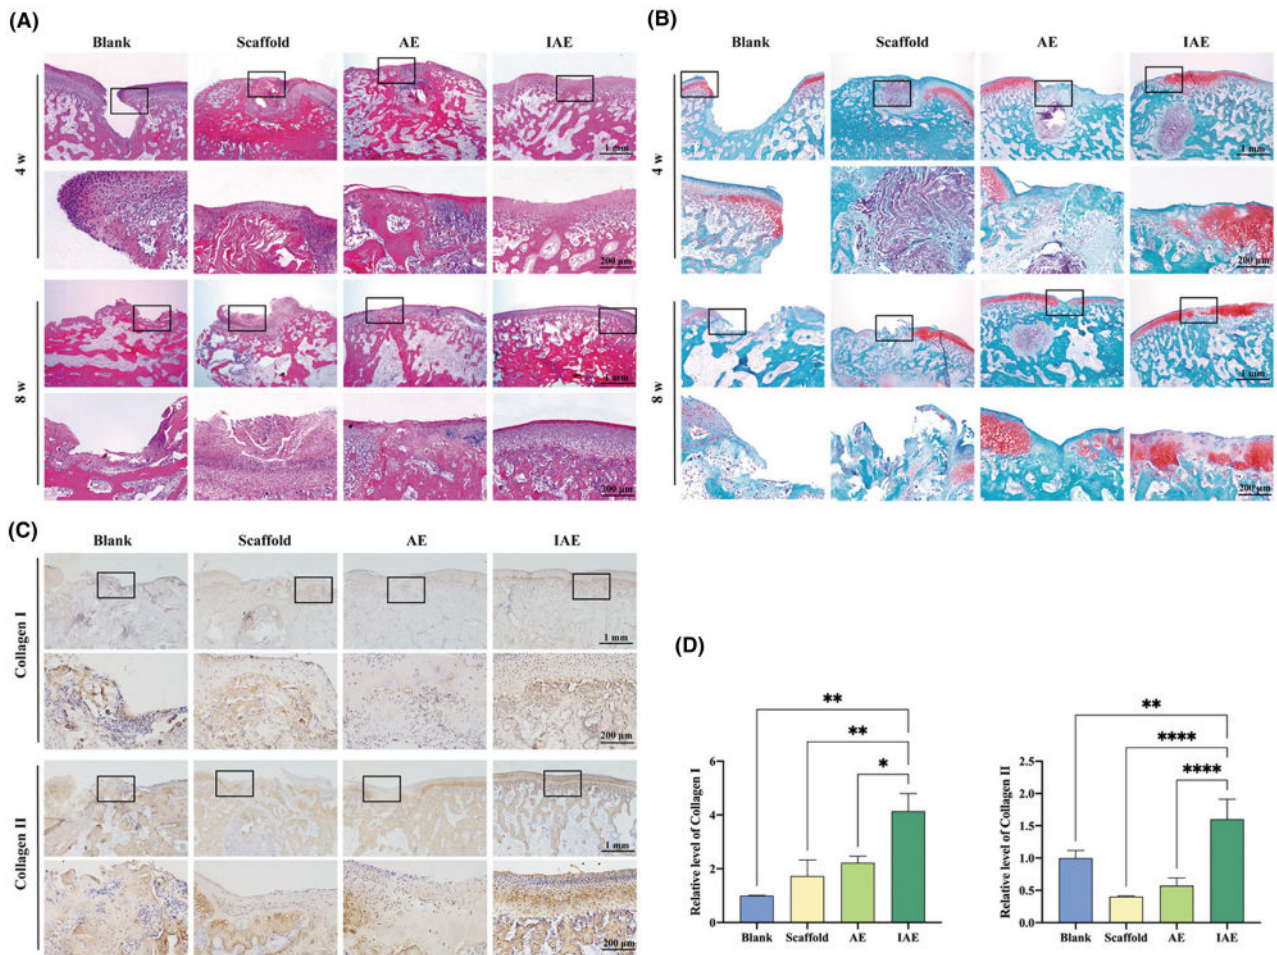 (A)
Blank Scaffold AE IAE
4 w
1 mm
200 μm
8 w
1 mm
200 μm
(B)
Blank Scaffold AE IAE
4 w
1 mm
200 μm
8 w
1 mm
200 μm
(C)
Blank Scaffold AE IAE
Collagen I
1 mm
200 μm
Collagen II
1 mm
200 μm
(D)
Relative level of Collagen I
6
4
2
0
**
**
*
Blank Scaffold AE IAE
Relative level of Collagen II
2.5
2.0
1.5
1.0
0.5
0.0
**
****
****
Blank Scaffold AE IAE